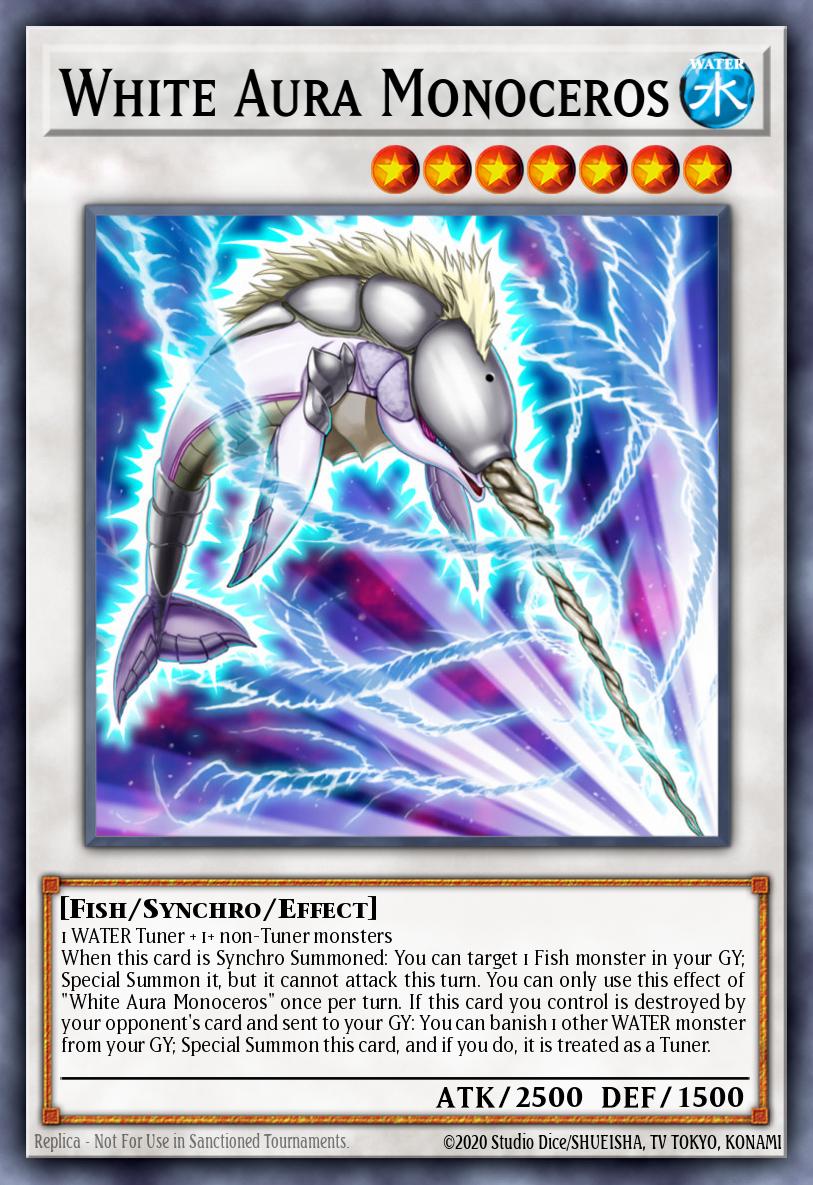 White Aura Monoceros
WATER
水
[Fish/Synchro/Effect]
1 WATER Tuner + 1+ non-Tuner monsters
When this card is Synchro Summoned: You can target 1 Fish monster in your GY;
Special Summon it, but it cannot attack this turn. You can only use this effect of
"White Aura Monoceros" once per turn. If this card you control is destroyed by
your opponent's card and sent to your GY: You can banish 1 other WATER monster
from your GY; Special Summon this card, and if you do, it is treated as a Tuner.
ATK/2500 DEF/1500
Replica - Not For Use in Sanctioned Tournaments.
©2020 Studio Dice/SHUEISHA, TV TOKYO, KONAMI